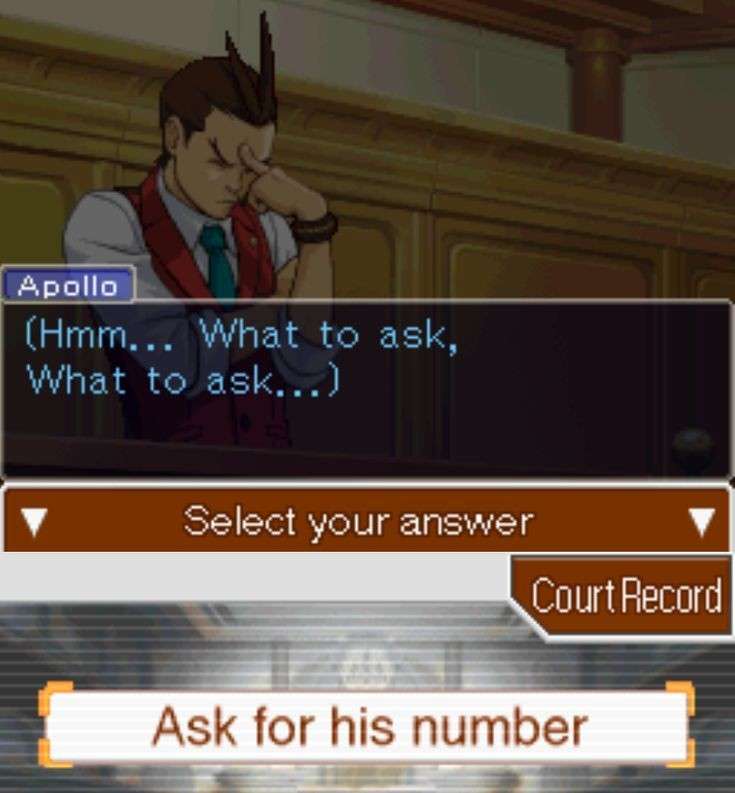 Apollo
(Hmm... What to ask,
What to ask...)
Select your answer
Court Record
Ask for his number